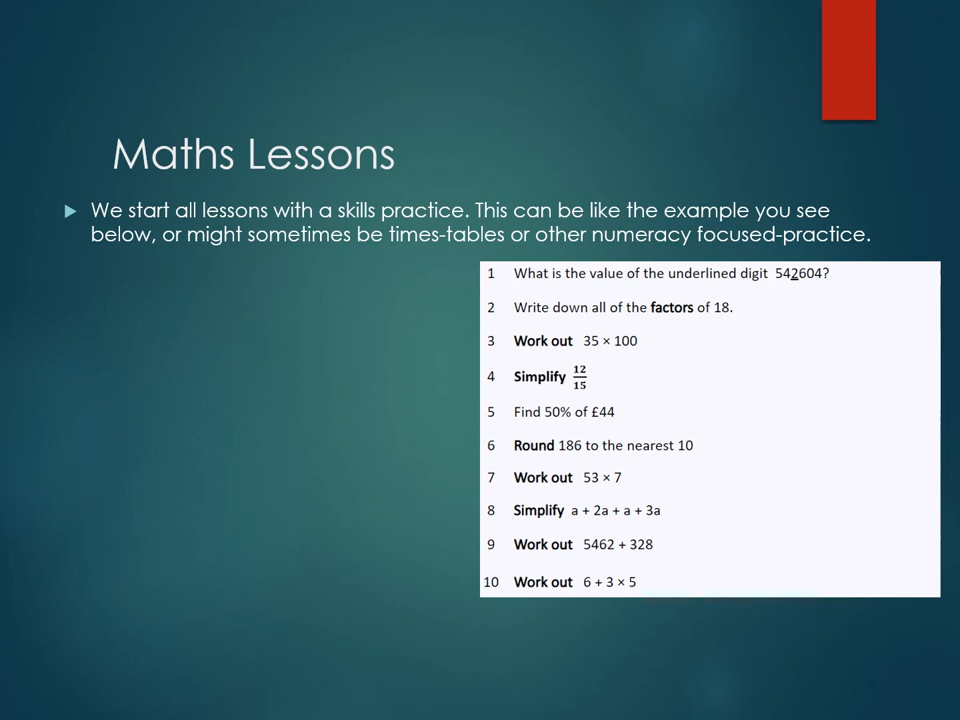 Maths Lessons
We start all lessons with a skills practice. This can be like the example you see
below, or might sometimes be times-tables or other numeracy focused-practice.
1 What is the value of the underlined digit 542604?
2 Write down all of the factors of 18.
3 Work out 35 × 100
4 Simplify 12/15
5 Find 50% of £44
6 Round 186 to the nearest 10
7 Work out 53 × 7
8 Simplify a + 2a + a + 3a
9 Work out 5462 + 328
10 Work out 6 + 3 × 5